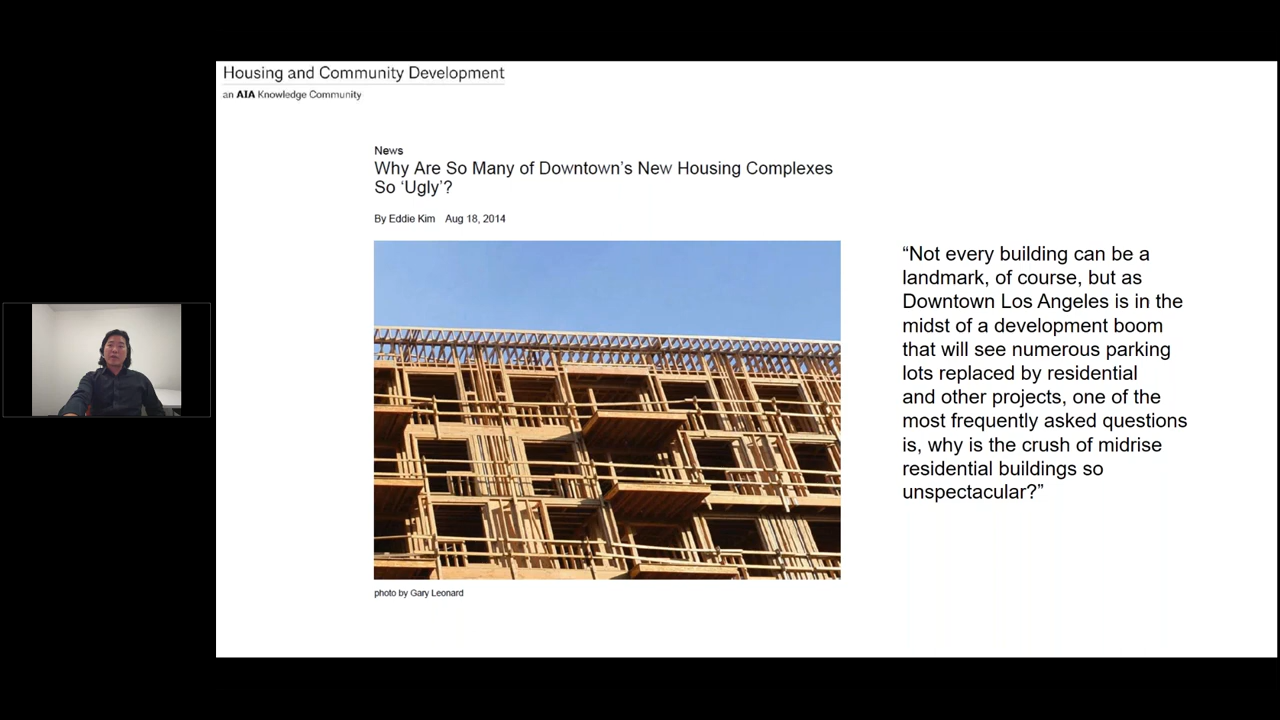 Housing and Community Development
an AIA Knowledge Community
News
Why Are So Many of Downtown’s New Housing Complexes
So ‘Ugly’?
By Eddie Kim Aug 18, 2014
“Not every building can be a
landmark, of course, but as
Downtown Los Angeles is in the
midst of a development boom
that will see numerous parking
lots replaced by residential
and other projects, one of the
most frequently asked questions
is, why is the crush of midrise
residential buildings so
unspectacular?”
photo by Gary Leonard